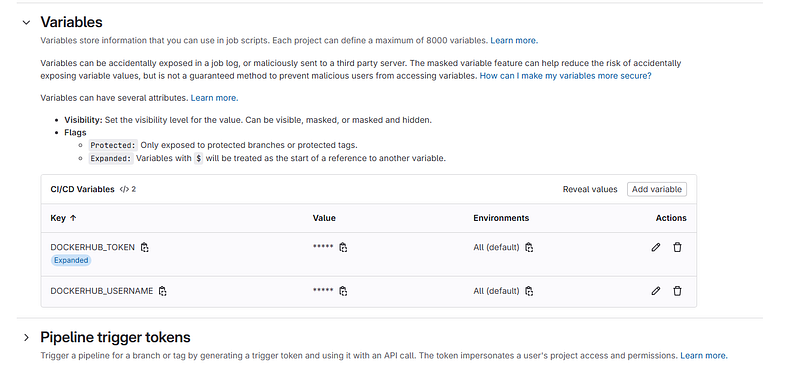 Variables
Variables store information that you can use in job scripts. Each project can define a maximum of 8000 variables. Learn more.
Variables can be accidentally exposed in a job log, or maliciously sent to a third party server. The masked variable feature can help reduce the risk of accidentally
exposing variable values, but is not a guaranteed method to prevent malicious users from accessing variables. How can I make my variables more secure?
Variables can have several attributes. Learn more.
• Visibility: Set the visibility level for the value. Can be visible, masked, or masked and hidden.
• Flags
◦ Protected: Only exposed to protected branches or protected tags.
◦ Expanded: Variables with $ will be treated as the start of a reference to another variable.
CI/CD Variables </> 2 Reveal values Add variable
Key ↑ Value Environments Actions
DOCKERHUB_TOKEN ***** All (default)
Expanded
DOCKERHUB_USERNAME ***** All (default)
Pipeline trigger tokens
Trigger a pipeline for a branch or tag by generating a trigger token and using it with an API call. The token impersonates a user's project access and permissions. Learn more.